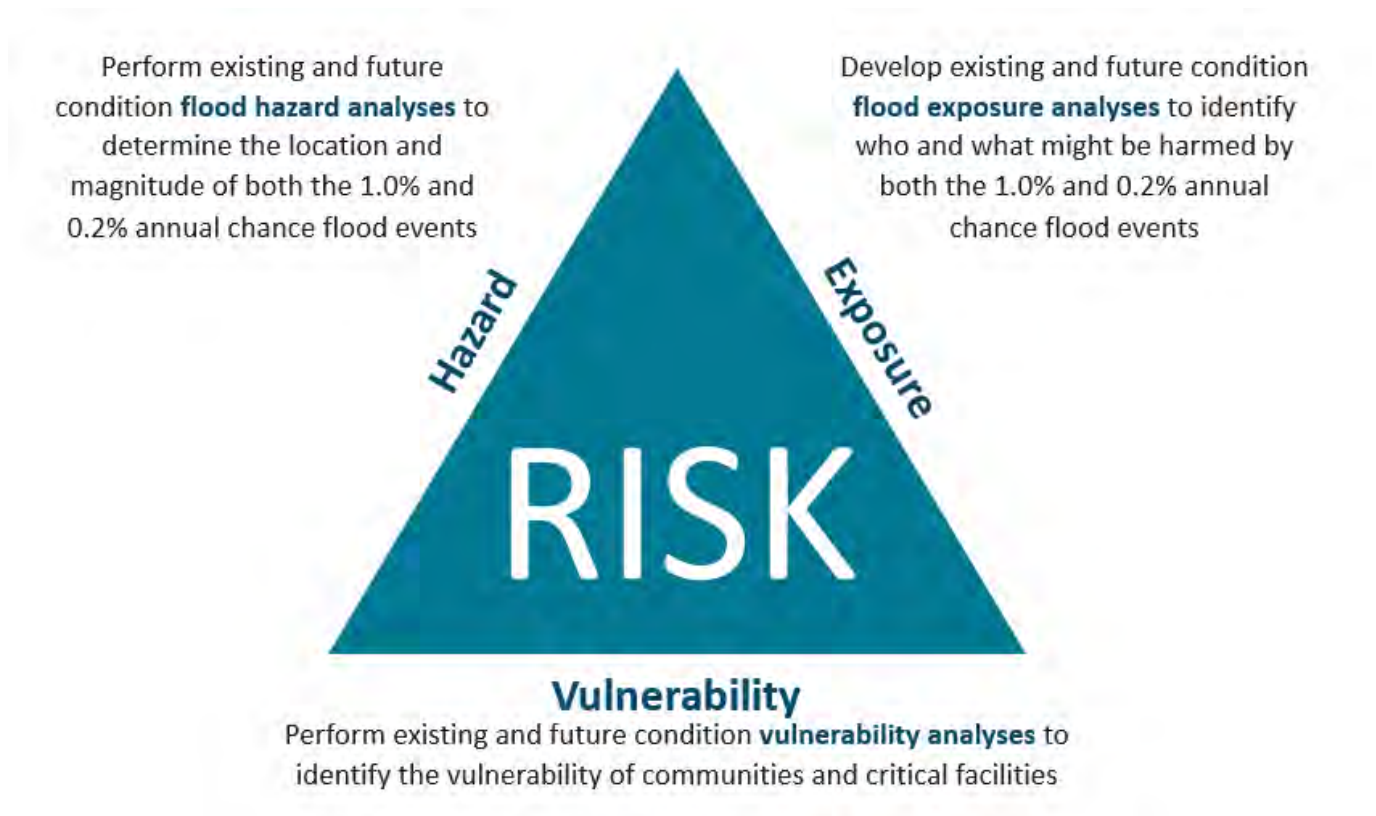 Perform existing and future
condition flood hazard analyses to
determine the location and
magnitude of both the 1.0% and
0.2% annual chance flood events
Develop existing and future condition
flood exposure analyses to identify
who and what might be harmed by
both the 1.0% and 0.2% annual
chance flood events
Hazard
Exposure
RISK
Vulnerability
Perform existing and future condition vulnerability analyses to
identify the vulnerability of communities and critical facilities